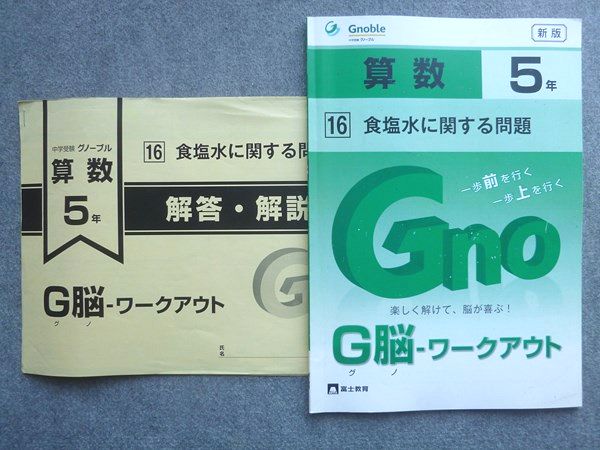 中学受験 グノーブル
算数
5年
16 食塩水に関する問
解答・解説
G脳-ワークアウト
グ ノ
氏名
G
Gnoble
中学受験 グノーブル
新版
算数 5年
16 食塩水に関する問題
一歩前を行く
一歩上を行く
Gno
楽しく解けて、脳が喜ぶ！
G脳-ワークアウト
グ ノ
富士教育